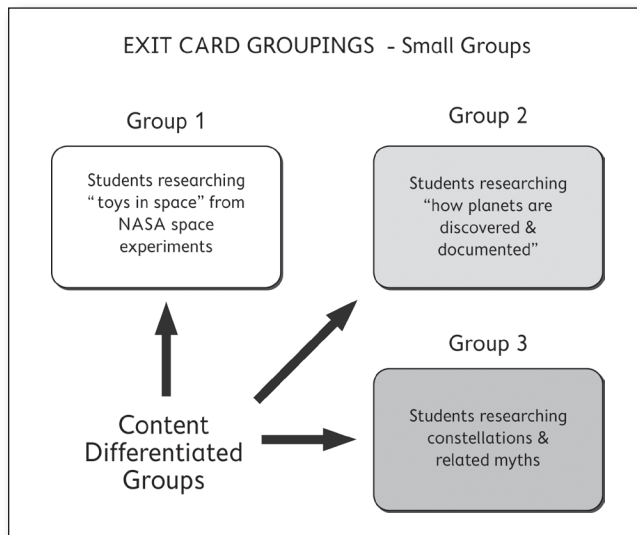 EXIT CARD GROUPINGS - Small Groups
Group 1
Students researching
“toys in space” from
NASA space
experiments
Group 2
Students researching
“how planets are
discovered &
documented”
Group 3
Students researching
constellations &
related myths
Content
Differentiated
Groups